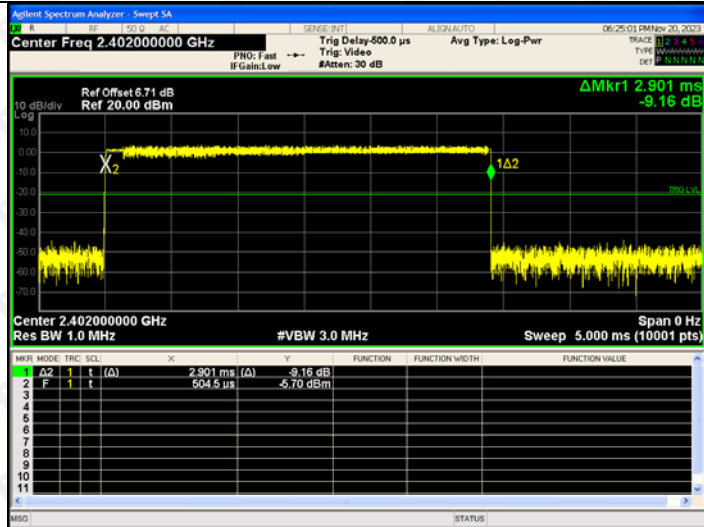 Agilent Spectrum Analyzer - Swept SA
R RF 50 Ω AC SENSE:INT ALIGN AUTO 06:25:01 PM Nov 20, 2023
Center Freq 2.402000000 GHz
PNO: Fast
IFGain:Low
Trig Delay-500.0 µs
Trig: Video
#Atten: 30 dB
Avg Type: Log-Pwr
TRACE 1 2 3 4 5 6
TYPE
DET P N N N N N
ΔMkr1 2.901 ms
-9.16 dB
Ref Offset 6.71 dB
10 dB/div Ref 20.00 dBm
Log
10.0
0.00
-10.0
-20.0
-30.0
-40.0
-50.0
-60.0
-70.0
X2
1Δ2
TRIG LVL
Center 2.402000000 GHz Span 0 Hz
Res BW 1.0 MHz #VBW 3.0 MHz Sweep 5.000 ms (10001 pts)
MKR MODE TRC SCL X Y FUNCTION FUNCTION WIDTH FUNCTION VALUE
1 Δ2 1 t (Δ) 2.901 ms (Δ) -9.16 dB
2 F 1 t 504.5 µs -5.70 dBm
3
4
5
6
7
8
9
10
11
MSG STATUS